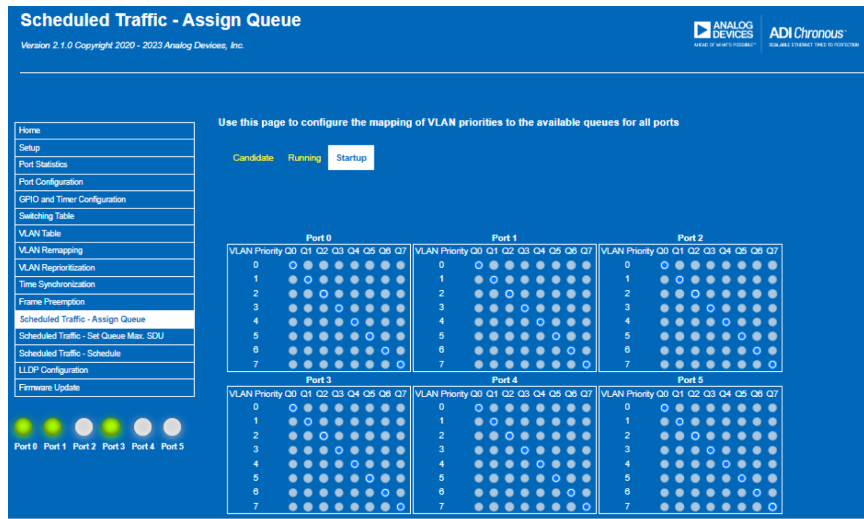 Scheduled Traffic - Assign Queue
Version 2.1.0 Copyright 2020 - 2023 Analog Devices, Inc.
ANALOG DEVICES
AHEAD OF WHAT'S POSSIBLE™
ADI Chronous™
SCALABLE ETHERNET TIMED TO PERFECTION
Home
Setup
Port Statistics
Port Configuration
GPIO and Timer Configuration
Switching Table
VLAN Table
VLAN Remapping
VLAN Reprioritization
Time Synchronization
Frame Preemption
Scheduled Traffic - Assign Queue
Scheduled Traffic - Set Queue Max. SDU
Scheduled Traffic - Schedule
LLDP Configuration
Firmware Update
Port 0 Port 1 Port 2 Port 3 Port 4 Port 5
Use this page to configure the mapping of VLAN priorities to the available queues for all ports
Candidate Running Startup
Port 0 Port 1 Port 2
VLAN Priority Q0 Q1 Q2 Q3 Q4 Q5 Q6 Q7 VLAN Priority Q0 Q1 Q2 Q3 Q4 Q5 Q6 Q7 VLAN Priority Q0 Q1 Q2 Q3 Q4 Q5 Q6 Q7
0 0 0
1 1 1
2 2 2
3 3 3
4 4 4
5 5 5
6 6 6
7 7 7
Port 3 Port 4 Port 5
VLAN Priority Q0 Q1 Q2 Q3 Q4 Q5 Q6 Q7 VLAN Priority Q0 Q1 Q2 Q3 Q4 Q5 Q6 Q7 VLAN Priority Q0 Q1 Q2 Q3 Q4 Q5 Q6 Q7
0 0 0
1 1 1
2 2 2
3 3 3
4 4 4
5 5 5
6 6 6
7 7 7